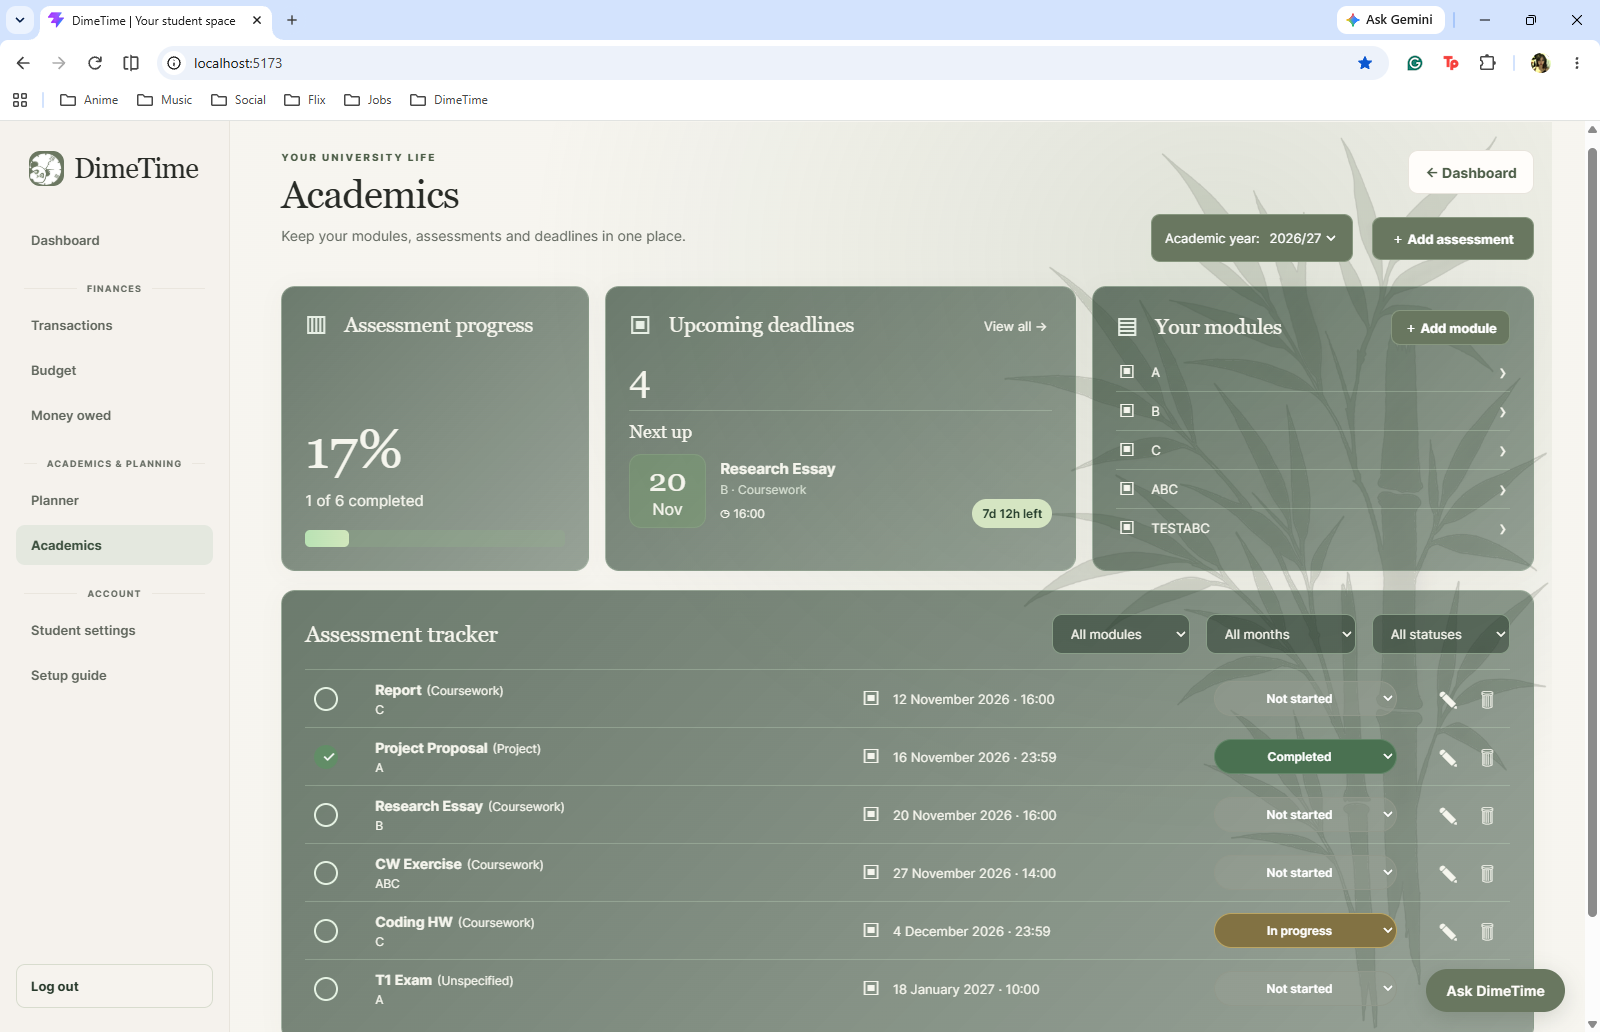 DimeTime | Your student space
Ask Gemini
localhost:5173
Anime
Music
Social
Flix
Jobs
DimeTime
DimeTime
Dashboard
FINANCES
Transactions
Budget
Money owed
ACADEMICS & PLANNING
Planner
Academics
ACCOUNT
Student settings
Setup guide
Log out
YOUR UNIVERSITY LIFE
Academics
Keep your modules, assessments and deadlines in one place.
← Dashboard
Academic year: 2026/27
+ Add assessment
Assessment progress
17%
1 of 6 completed
Upcoming deadlines
View all →
4
Next up
20
Nov
Research Essay
B · Coursework
16:00
7d 12h left
Your modules
+ Add module
A
B
C
ABC
TESTABC
Assessment tracker
All modules
All months
All statuses
Report (Coursework)
C
12 November 2026 · 16:00
Not started
Project Proposal (Project)
A
16 November 2026 · 23:59
Completed
Research Essay (Coursework)
B
20 November 2026 · 16:00
Not started
CW Exercise (Coursework)
ABC
27 November 2026 · 14:00
Not started
Coding HW (Coursework)
C
4 December 2026 · 23:59
In progress
T1 Exam (Unspecified)
A
18 January 2027 · 10:00
Not started
Ask DimeTime